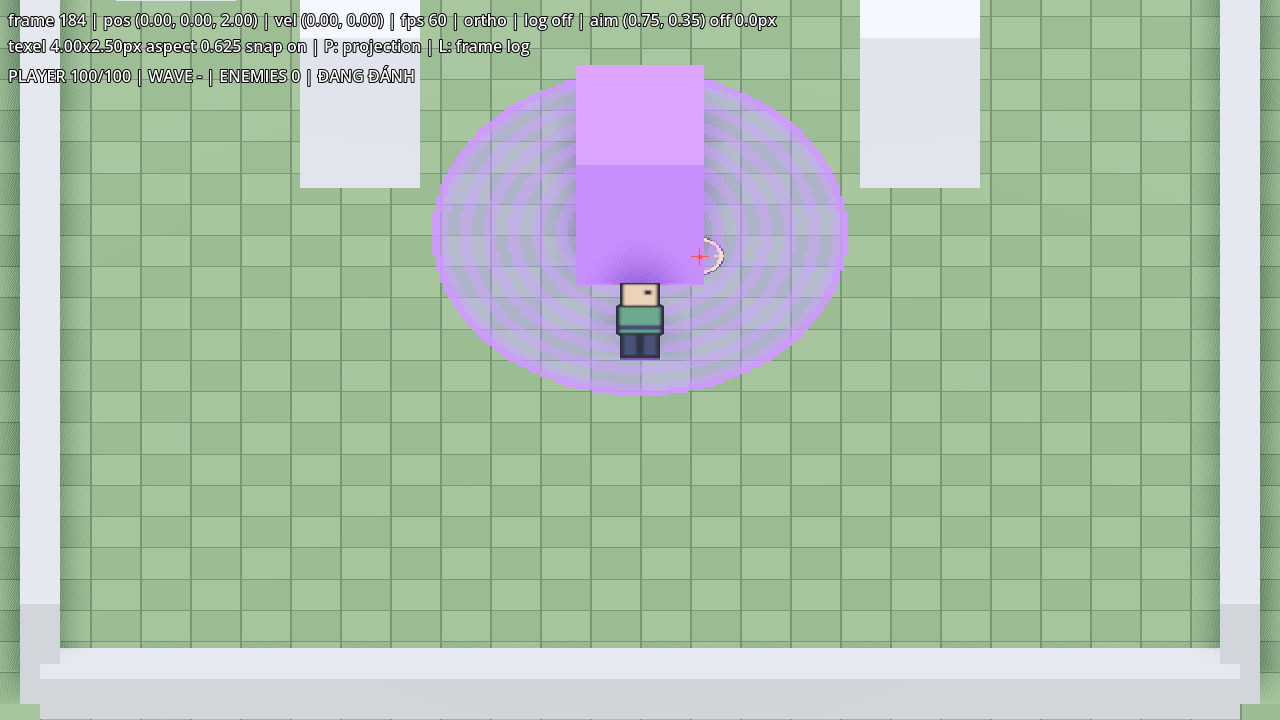 frame 184 | pos (0.00, 0.00, 2.00) | vel (0.00, 0.00) | fps 60 | ortho | log off | aim (0.75, 0.35) off 0.0px
texel 4.00x2.50px aspect 0.625 snap on | P: projection | L: frame log
PLAYER 100/100 | WAVE - | ENEMIES 0 | ĐANG ĐÁNH